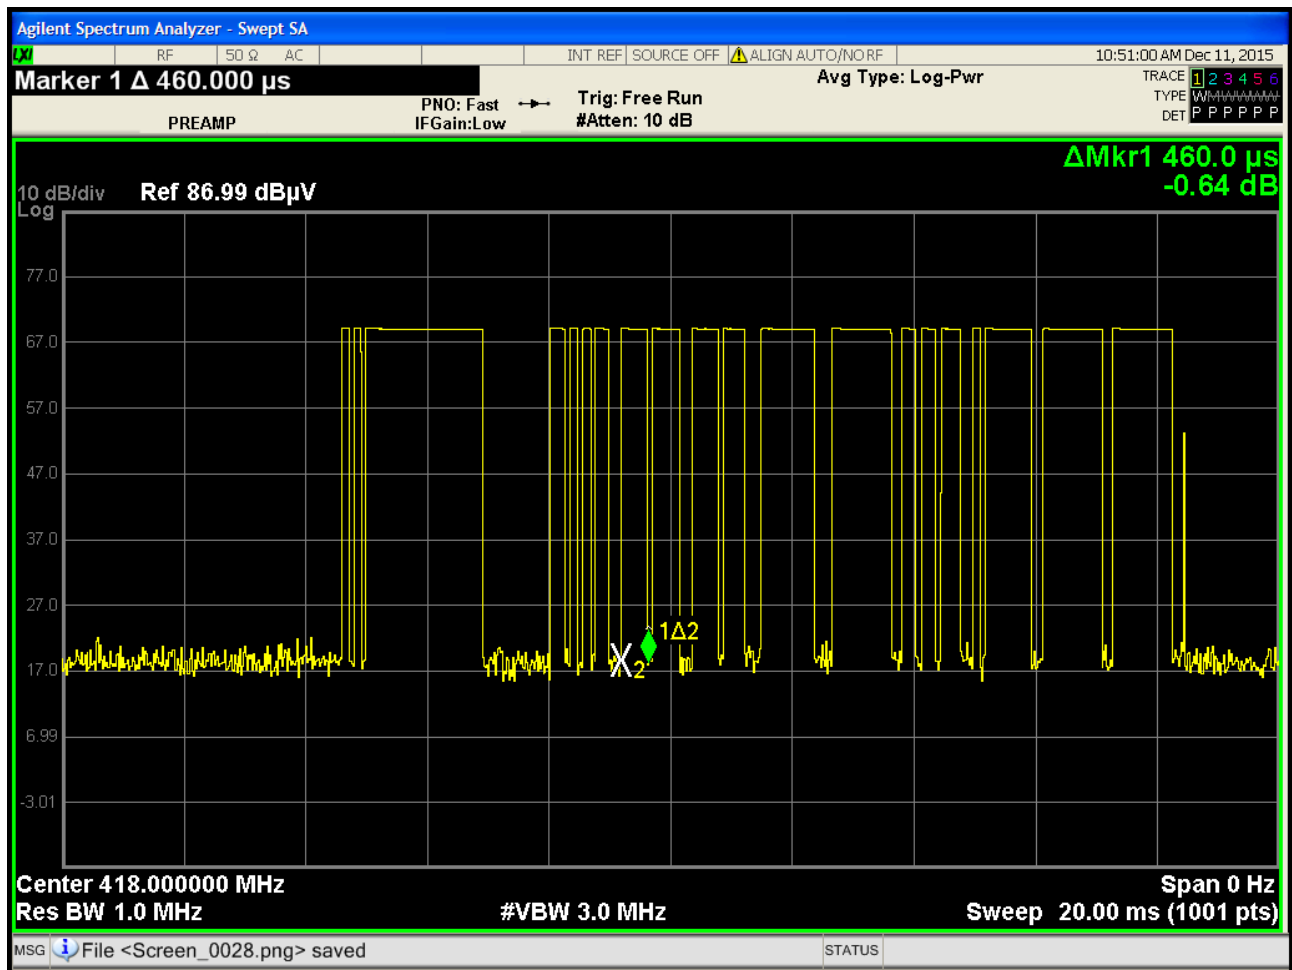 Agilent Spectrum Analyzer - Swept SA
LXI RF 50 Ω AC INT REF SOURCE OFF ALIGN AUTO/NO RF 10:51:00 AM Dec 11, 2015
Marker 1 Δ 460.000 µs
Avg Type: Log-Pwr
TRACE 1 2 3 4 5 6
PNO: Fast
Trig: Free Run
TYPE WMWWWWW
PREAMP
IFGain:Low
#Atten: 10 dB
DET P P P P P P
ΔMkr1 460.0 µs
-0.64 dB
10 dB/div
Ref 86.99 dBµV
Log
77.0
67.0
57.0
47.0
37.0
27.0
17.0
6.99
-3.01
1Δ2
X2
Center 418.000000 MHz
Span 0 Hz
Res BW 1.0 MHz
#VBW 3.0 MHz
Sweep 20.00 ms (1001 pts)
MSG File <Screen_0028.png> saved
STATUS